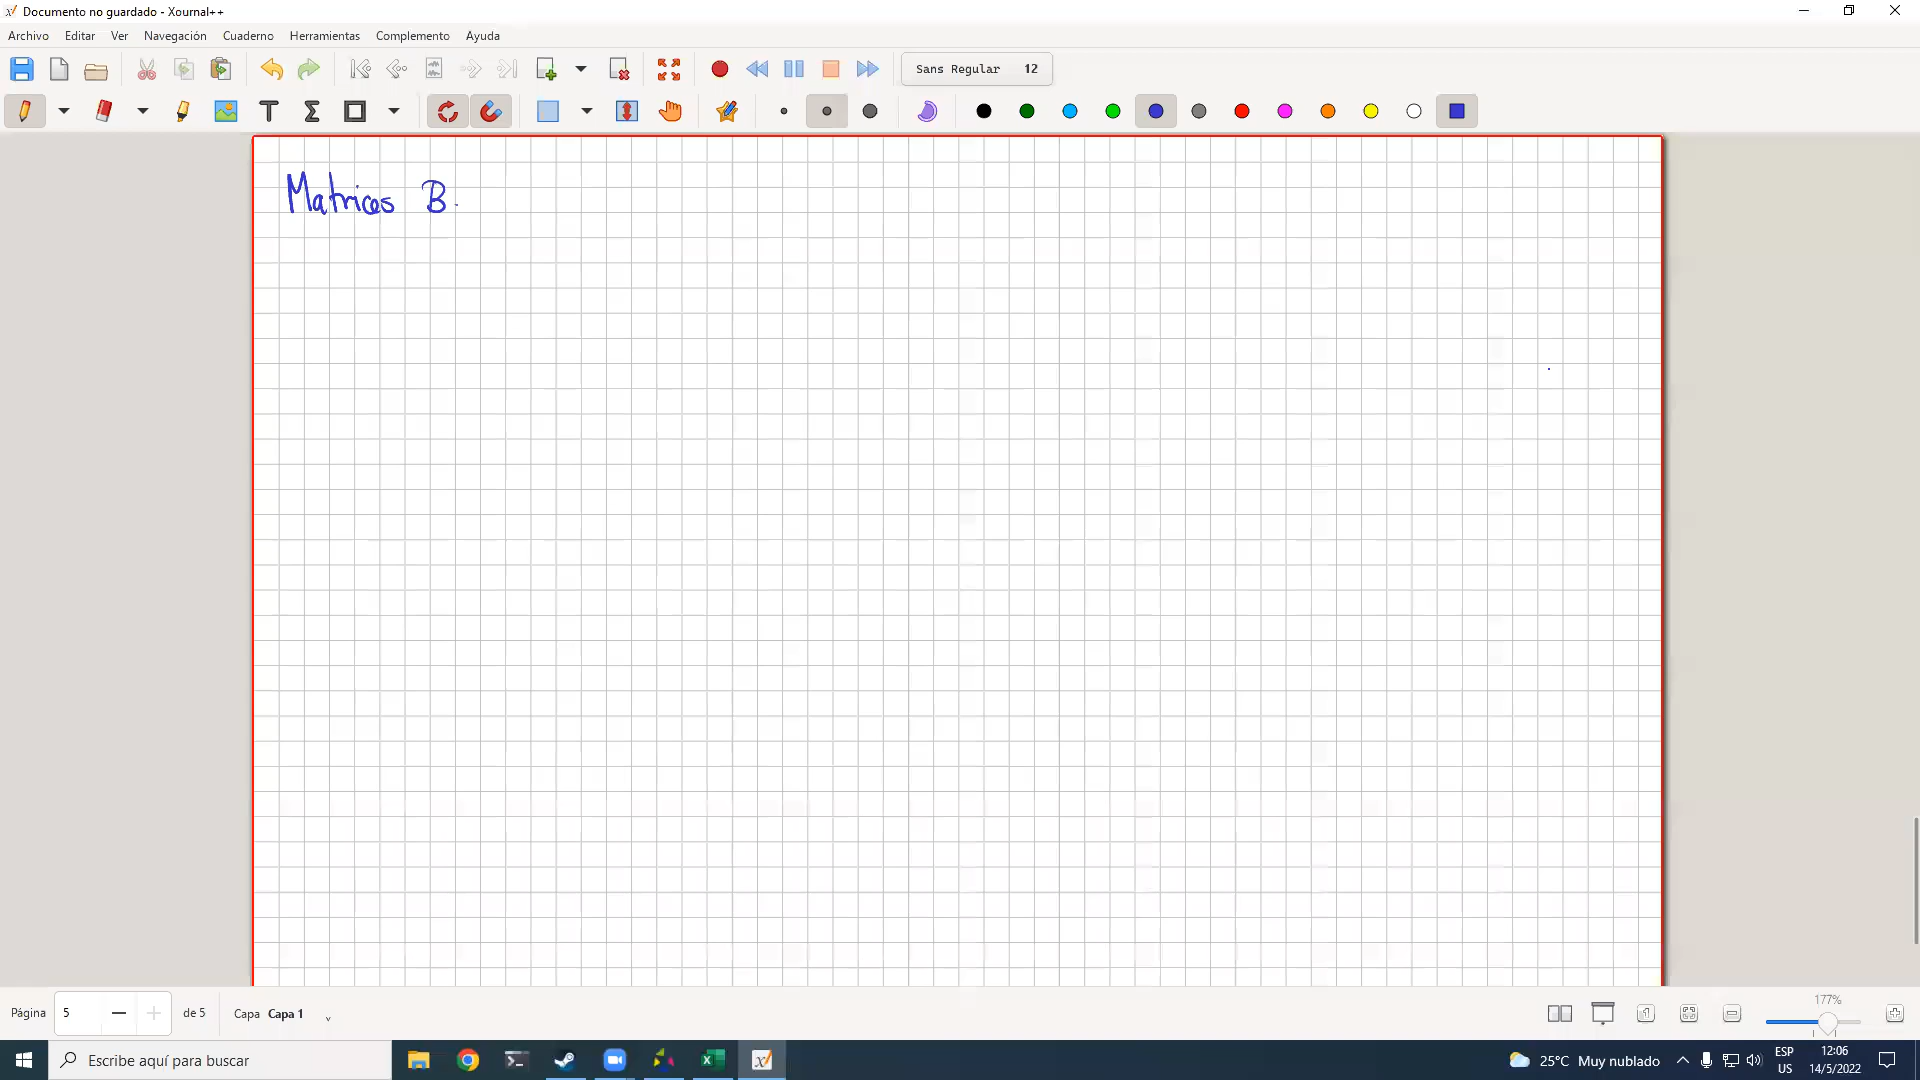 Documento no guardado - Xournal++
Archivo Editar Ver Navegación Cuaderno Herramientas Complemento Ayuda
Sans Regular 12
Matrices B.
177%
Página 5 de 5 Capa Capa 1
Escribe aquí para buscar
25°C Muy nublado
ESP
US
12:06
14/5/2022